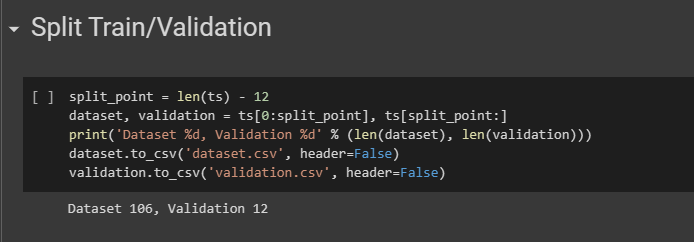 Split Train/Validation
[ ] split_point = len(ts) - 12
dataset, validation = ts[0:split_point], ts[split_point:]
print('Dataset %d, Validation %d' % (len(dataset), len(validation)))
dataset.to_csv('dataset.csv', header=False)
validation.to_csv('validation.csv', header=False)
Dataset 106, Validation 12